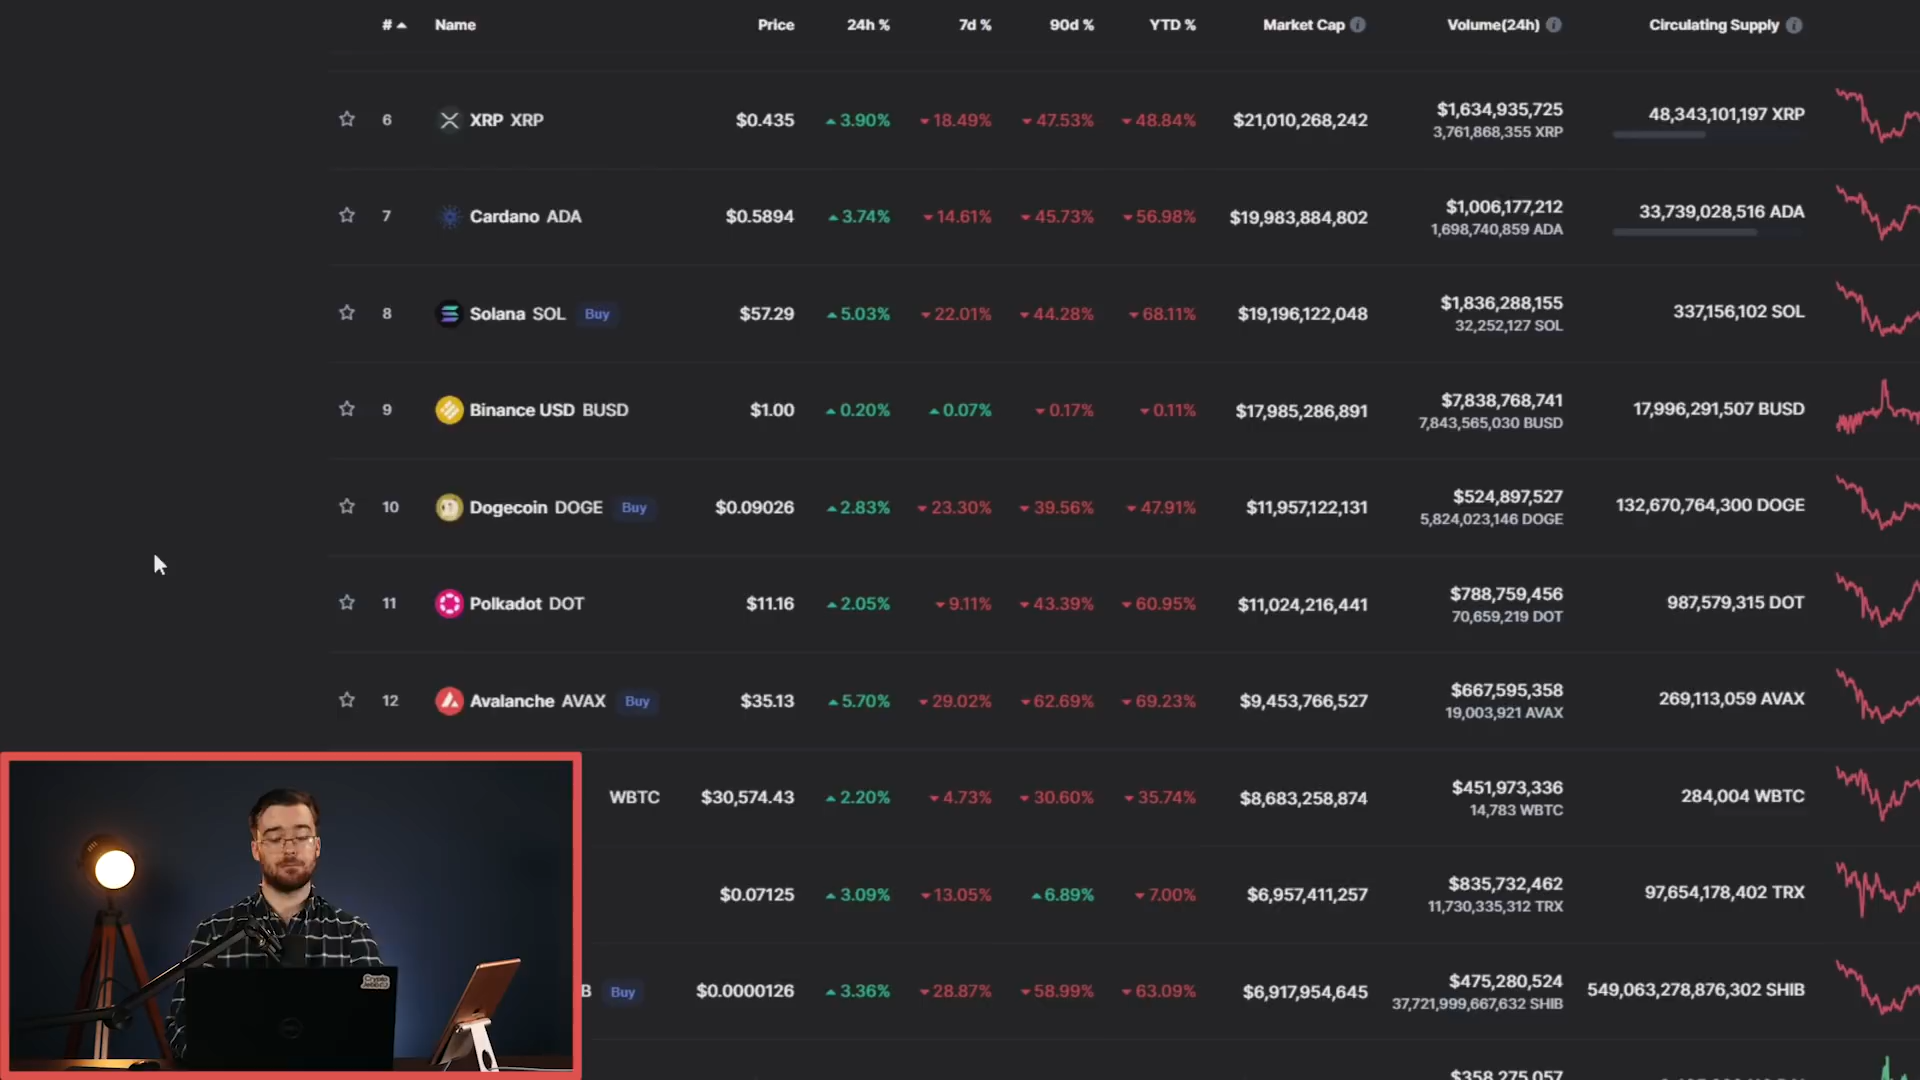 # Name Price 24h % 7d % 90d % YTD % Market Cap Volume(24h) Circulating Supply
6 XRP XRP $0.435 3.90% 18.49% 47.53% 48.84% $21,010,268,242 $1,634,935,725 48,343,101,197 XRP
3,761,868,355 XRP
7 Cardano ADA $0.5894 3.74% 14.61% 45.73% 56.98% $19,983,884,802 $1,006,177,212 33,739,028,516 ADA
1,698,740,859 ADA
8 Solana SOL Buy $57.29 5.03% 22.01% 44.28% 68.11% $19,196,122,048 $1,836,288,155 337,156,102 SOL
32,252,127 SOL
9 Binance USD BUSD $1.00 0.20% 0.07% 0.17% 0.11% $17,985,286,891 $7,838,768,741 17,996,291,507 BUSD
7,843,565,030 BUSD
10 Dogecoin DOGE Buy $0.09026 2.83% 23.30% 39.56% 47.91% $11,957,122,131 $524,897,527 132,670,764,300 DOGE
5,824,023,146 DOGE
11 Polkadot DOT $11.16 2.05% 9.11% 43.39% 60.95% $11,024,216,441 $788,759,456 987,579,315 DOT
70,659,219 DOT
12 Avalanche AVAX Buy $35.13 5.70% 29.02% 62.69% 69.23% $9,453,766,527 $667,595,358 269,113,059 AVAX
19,003,921 AVAX
WBTC $30,574.43 2.20% 4.73% 30.60% 35.74% $8,683,258,874 $451,973,336 284,004 WBTC
14,783 WBTC
$0.07125 3.09% 13.05% 6.89% 7.00% $6,957,411,257 $835,732,462 97,654,178,402 TRX
11,730,335,312 TRX
B Buy $0.0000126 3.36% 28.87% 58.99% 63.09% $6,917,954,645 $475,280,524 549,063,278,876,302 SHIB
37,721,999,667,632 SHIB
$358,275,057